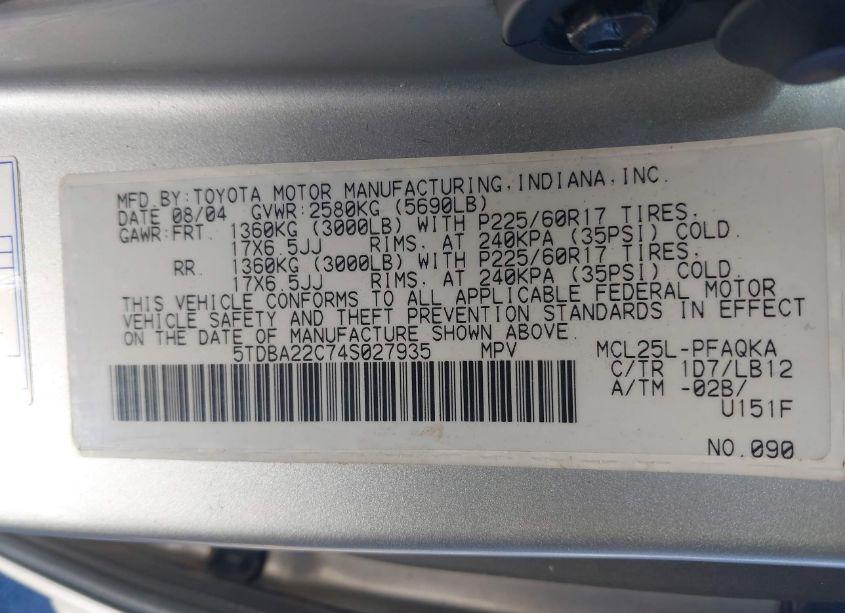 MFD.BY:TOYOTA MOTOR MANUFACTURING,INDIANA,INC.
DATE 08/04 GVWR:2580KG (5690LB)
GAWR:FRT. 1360KG (3000LB) WITH P225/60R17 TIRES.
17X6.5JJ RIMS. AT 240KPA (35PSI) COLD.
RR. 1360KG (3000LB) WITH P225/60R17 TIRES.
17X6.5JJ RIMS. AT 240KPA (35PSI) COLD.
THIS VEHICLE CONFORMS TO ALL APPLICABLE FEDERAL MOTOR
VEHICLE SAFETY AND THEFT PREVENTION STANDARDS IN EFFECT
ON THE DATE OF MANUFACTURE SHOWN ABOVE.
5TDBA22C74S027935 MPV MCL25L-PFAQKA
C/TR 1D7/LB12
A/TM -02B/
U151F
NO.090